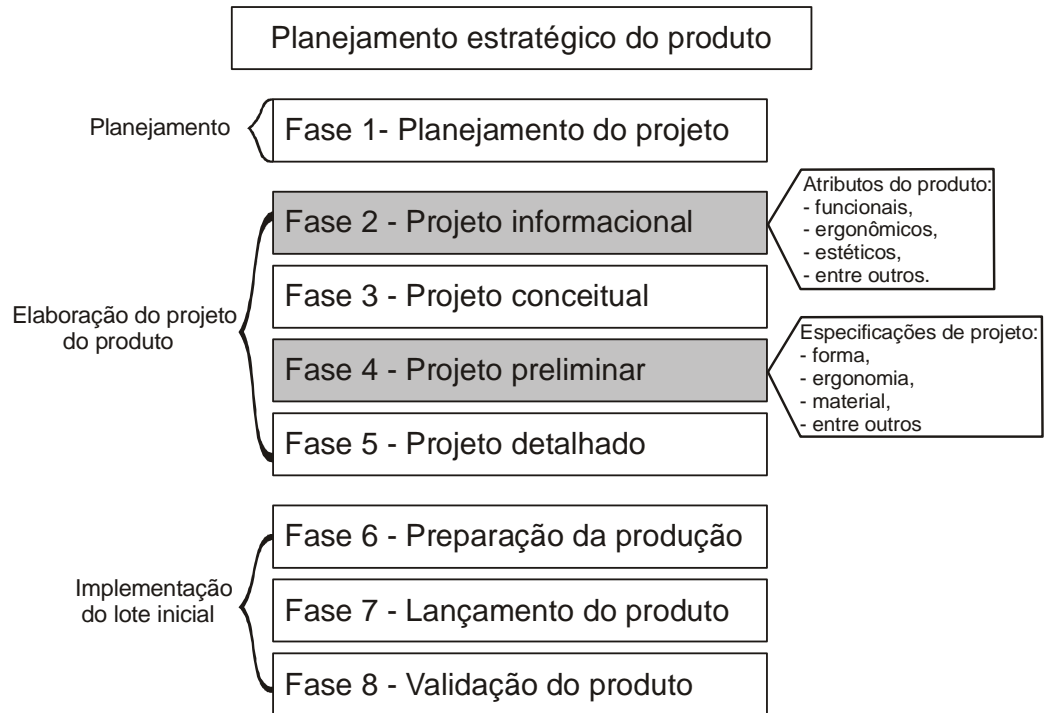 Planejamento estratégico do produto
Planejamento
Fase 1- Planejamento do projeto
Elaboração do projeto
do produto
Fase 2 - Projeto informacional
Atributos do produto:
- funcionais,
- ergonômicos,
- estéticos,
- entre outros.
Fase 3 - Projeto conceitual
Fase 4 - Projeto preliminar
Especificações de projeto:
- forma,
- ergonomia,
- material,
- entre outros
Fase 5 - Projeto detalhado
Implementação
do lote inicial
Fase 6 - Preparação da produção
Fase 7 - Lançamento do produto
Fase 8 - Validação do produto